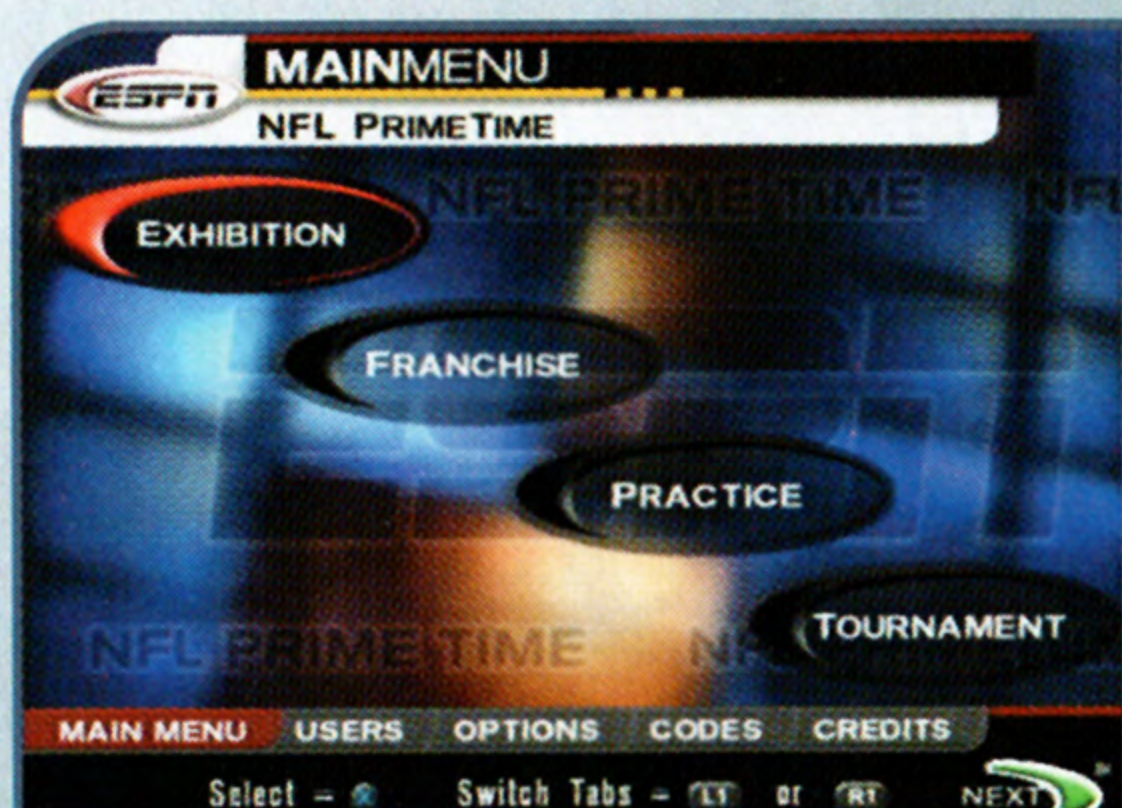 ESPN
MAINMENU
NFL PRIMETIME
NFL PRIME TIME NFL
EXHIBITION
FRANCHISE
PRACTICE
TOURNAMENT
NFL PRIME TIME
MAIN MENU USERS OPTIONS CODES CREDITS
Select = X Switch Tabs = L1 or R1 NEXT